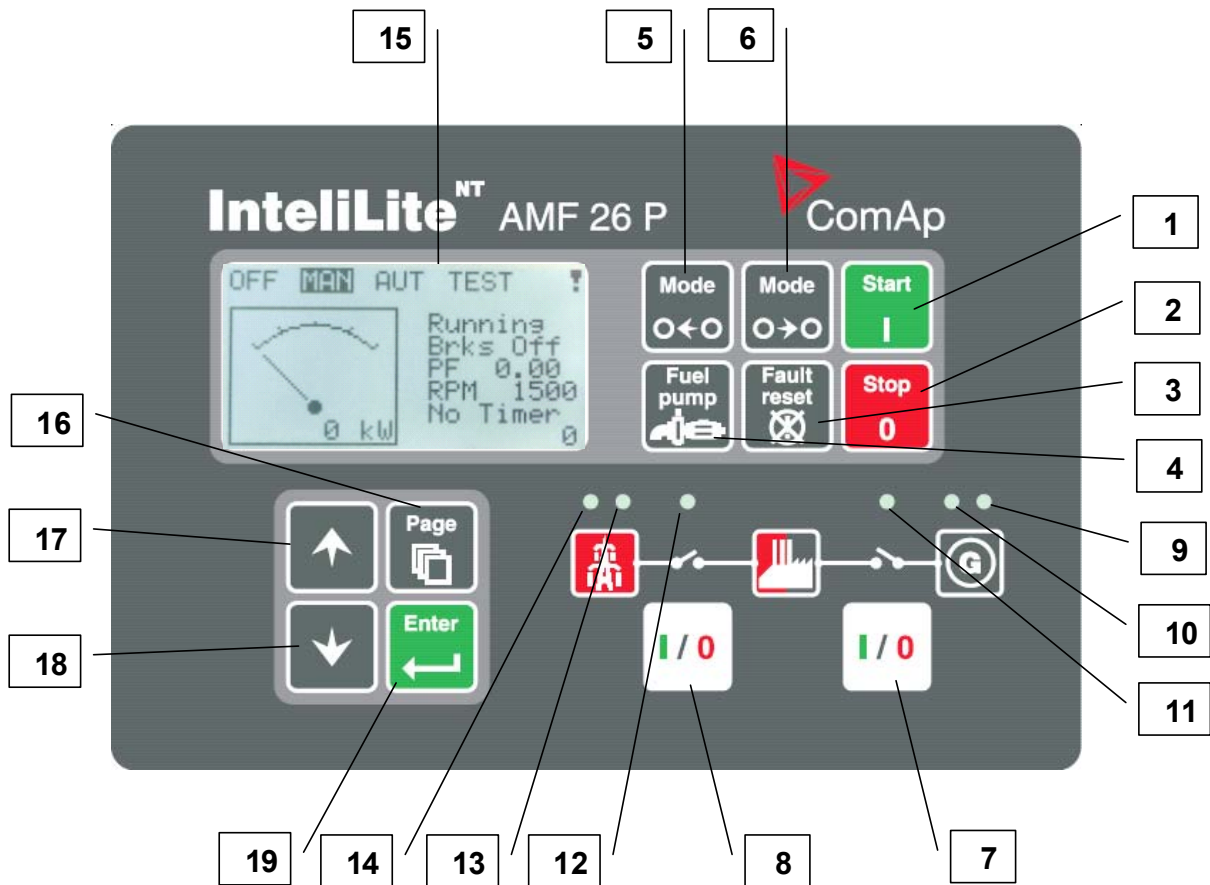 15
5
6
InteliLite NT AMF 26 P
ComAp
1
OFF MAN AUT TEST !
Mode
Mode
Start
I
2
Running
Brks Off
PF 0.00
RPM 1500
No Timer
0
0 kW
Fuel pump
Fault reset
Stop
0
3
16
4
17
Page
9
G
Enter
10
18
I / 0
I / 0
11
19
14
13
12
8
7